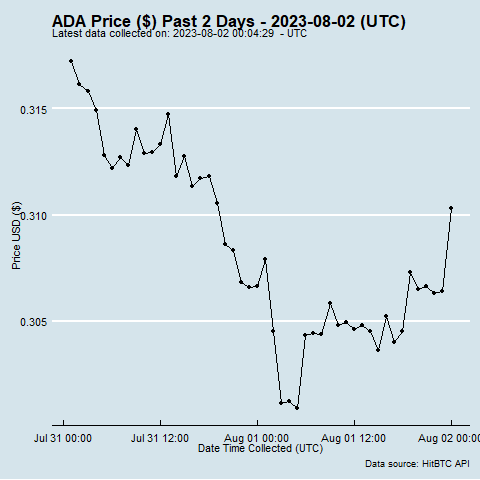 ADA Price ($) Past 2 Days - 2023-08-02 (UTC)
Latest data collected on: 2023-08-02 00:04:29  - UTC
Price USD ($)
0.315
0.310
0.305
Jul 31 00:00
Jul 31 12:00
Aug 01 00:00
Aug 01 12:00
Aug 02 00:00
Date Time Collected (UTC)
Data source: HitBTC API